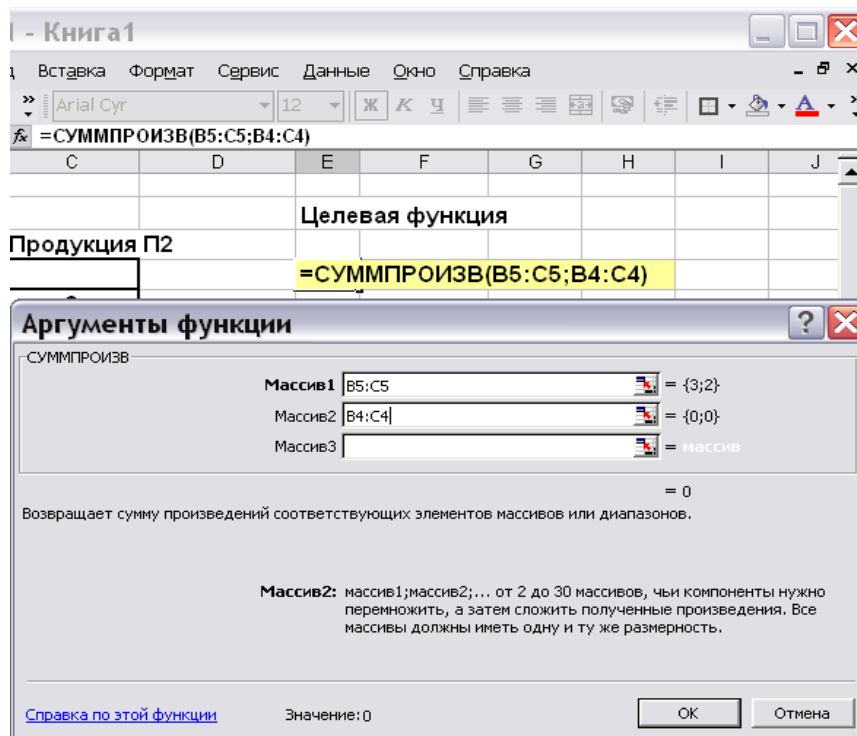 - Книга1
Вставка Формат Сервис Данные Окно Справка
Arial Cyr 12 Ж К Ч
fx =СУММПРОИЗВ(B5:C5;B4:C4)
C D E F G H I J
Целевая функция
Продукция П2
=СУММПРОИЗВ(B5:C5;B4:C4)
Аргументы функции
СУММПРОИЗВ
Массив1 B5:C5 = {3;2}
Массив2 B4:C4 = {0;0}
Массив3 = массив
= 0
Возвращает сумму произведений соответствующих элементов массивов или диапазонов.
Массив2: массив1;массив2;... от 2 до 30 массивов, чьи компоненты нужно
перемножить, а затем сложить полученные произведения. Все
массивы должны иметь одну и ту же размерность.
Справка по этой функции Значение:0 ОК Отмена